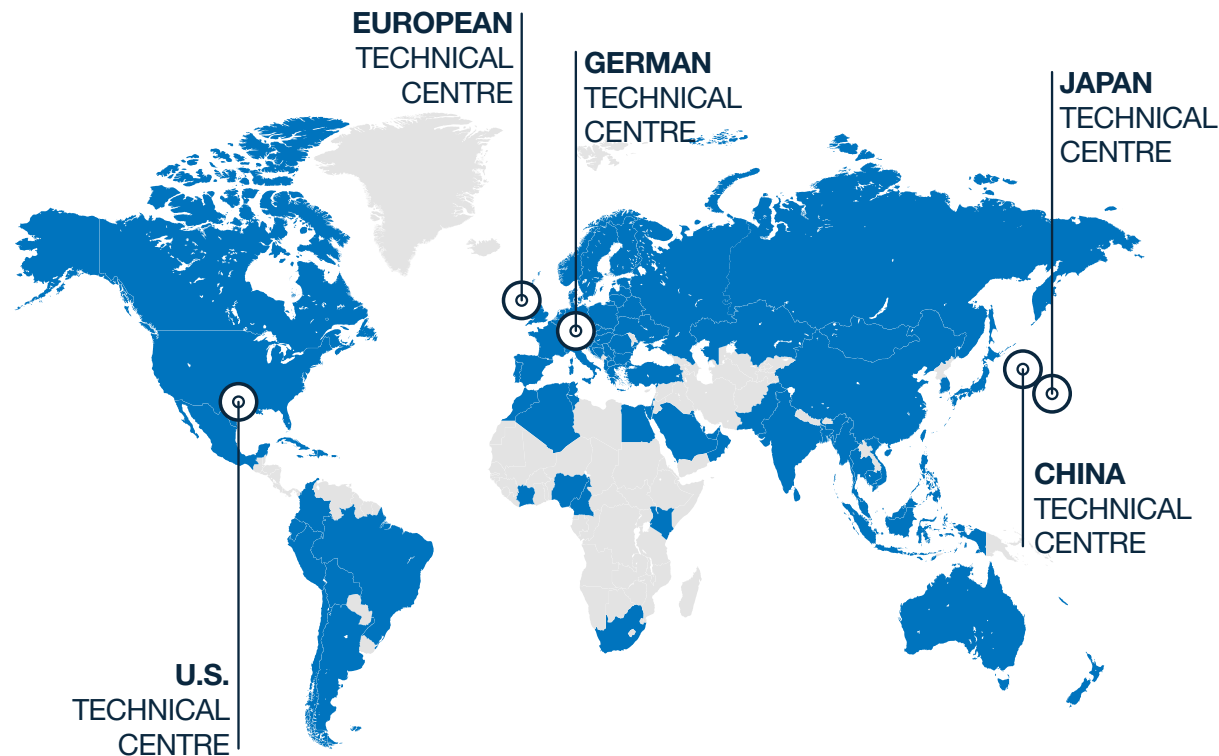 EUROPEAN
TECHNICAL
CENTRE
GERMAN
TECHNICAL
CENTRE
JAPAN
TECHNICAL
CENTRE
CHINA
TECHNICAL
CENTRE
U.S.
TECHNICAL
CENTRE